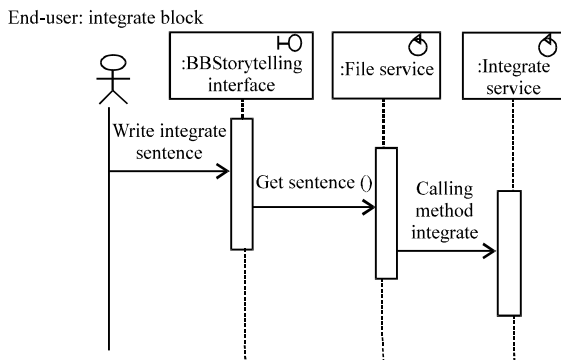 End-user: integrate block
:BBStorytelling
interface
:File service
:Integrate
service
Write integrate
sentence
Get sentence ()
Calling
method
integrate